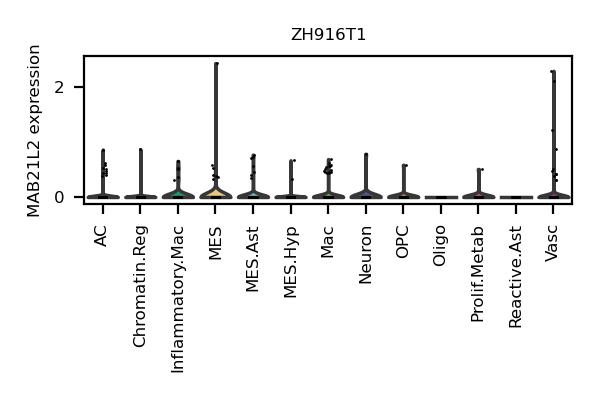 ZH916T1
MAB21L2 expression
2
0
AC
Chromatin.Reg
Inflammatory.Mac
MES
MES.Ast
MES.Hyp
Mac
Neuron
OPC
Oligo
Prolif.Metab
Reactive.Ast
Vasc